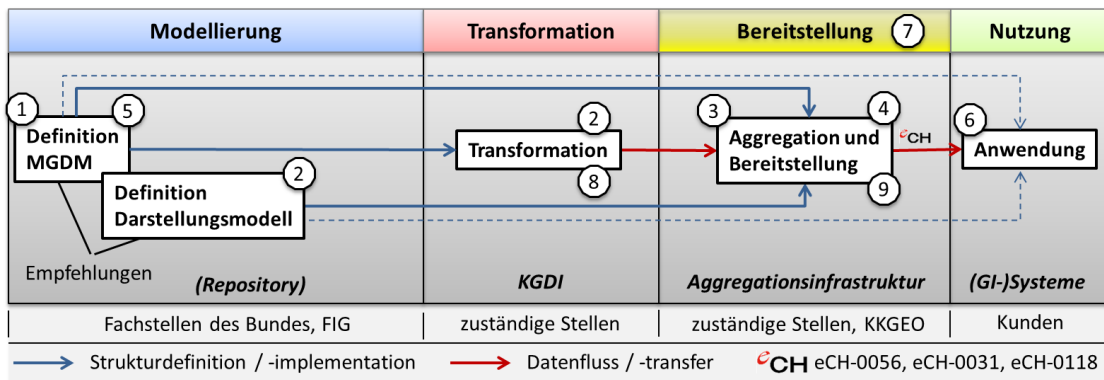 Modellierung
Transformation
Bereitstellung 7
Nutzung
1
5
Definition
MGDM
2
Definition
Darstellungsmodell
Empfehlungen
(Repository)
2
Transformation
8
KGDI
3
4
Aggregation und
Bereitstellung
9
eCH
Aggregationsinfrastruktur
6
Anwendung
(GI-)Systeme
Fachstellen des Bundes, FIG
zuständige Stellen
zuständige Stellen, KKGEO
Kunden
Strukturdefinition / -implementation
Datenfluss / -transfer
eCH eCH-0056, eCH-0031, eCH-0118